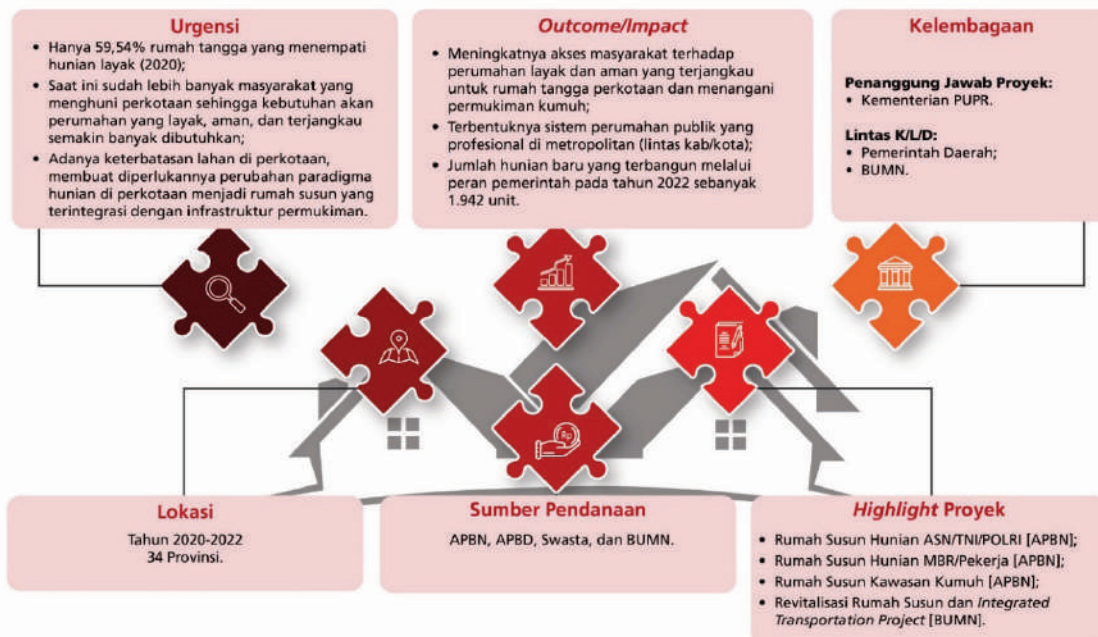 Urgensi
• Hanya 59,54% rumah tangga yang menempati
hunian layak (2020);
• Saat ini sudah lebih banyak masyarakat yang
menghuni perkotaan sehingga kebutuhan akan
perumahan yang layak, aman, dan terjangkau
semakin banyak dibutuhkan;
• Adanya keterbatasan lahan di perkotaan,
membuat diperlukannya perubahan paradigma
hunian di perkotaan menjadi rumah susun yang
terintegrasi dengan infrastruktur permukiman.
Outcome/Impact
• Meningkatnya akses masyarakat terhadap
perumahan layak dan aman yang terjangkau
untuk rumah tangga perkotaan dan menangani
permukiman kumuh;
• Terbentuknya sistem perumahan publik yang
profesional di metropolitan (lintas kab/kota);
• Jumlah hunian baru yang terbangun melalui
peran pemerintah pada tahun 2022 sebanyak
1.942 unit.
Kelembagaan
Penanggung Jawab Proyek:
• Kementerian PUPR.
Lintas K/L/D:
• Pemerintah Daerah;
• BUMN.
Rp
Lokasi
Tahun 2020-2022
34 Provinsi.
Sumber Pendanaan
APBN, APBD, Swasta, dan BUMN.
Highlight Proyek
• Rumah Susun Hunian ASN/TNI/POLRI [APBN];
• Rumah Susun Hunian MBR/Pekerja [APBN];
• Rumah Susun Kawasan Kumuh [APBN];
• Revitalisasi Rumah Susun dan Integrated
Transportation Project [BUMN].